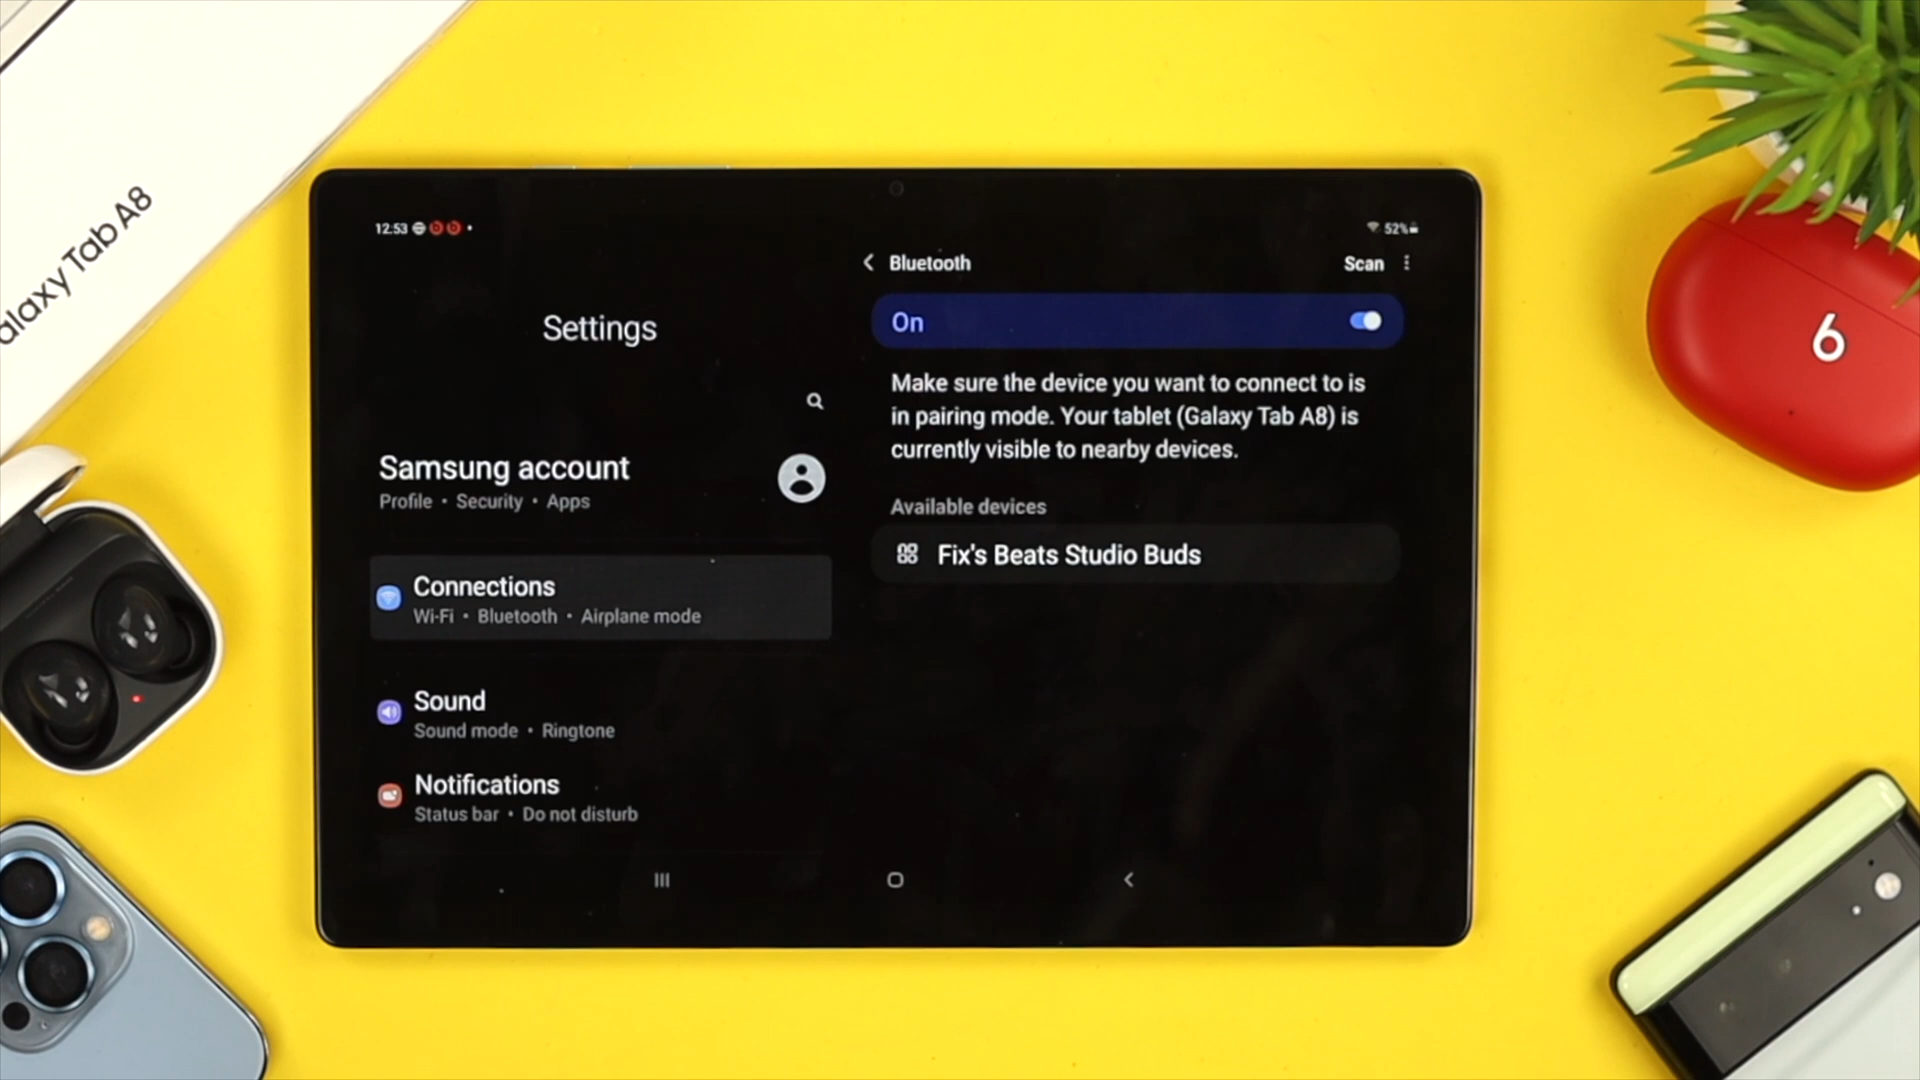 alaxy Tab A8
12:53
52%
Settings
Samsung account
Profile • Security • Apps
Connections
Wi-Fi • Bluetooth • Airplane mode
Sound
Sound mode • Ringtone
Notifications
Status bar • Do not disturb
Bluetooth
Scan
On
Make sure the device you want to connect to is
in pairing mode. Your tablet (Galaxy Tab A8) is
currently visible to nearby devices.
Available devices
Fix's Beats Studio Buds